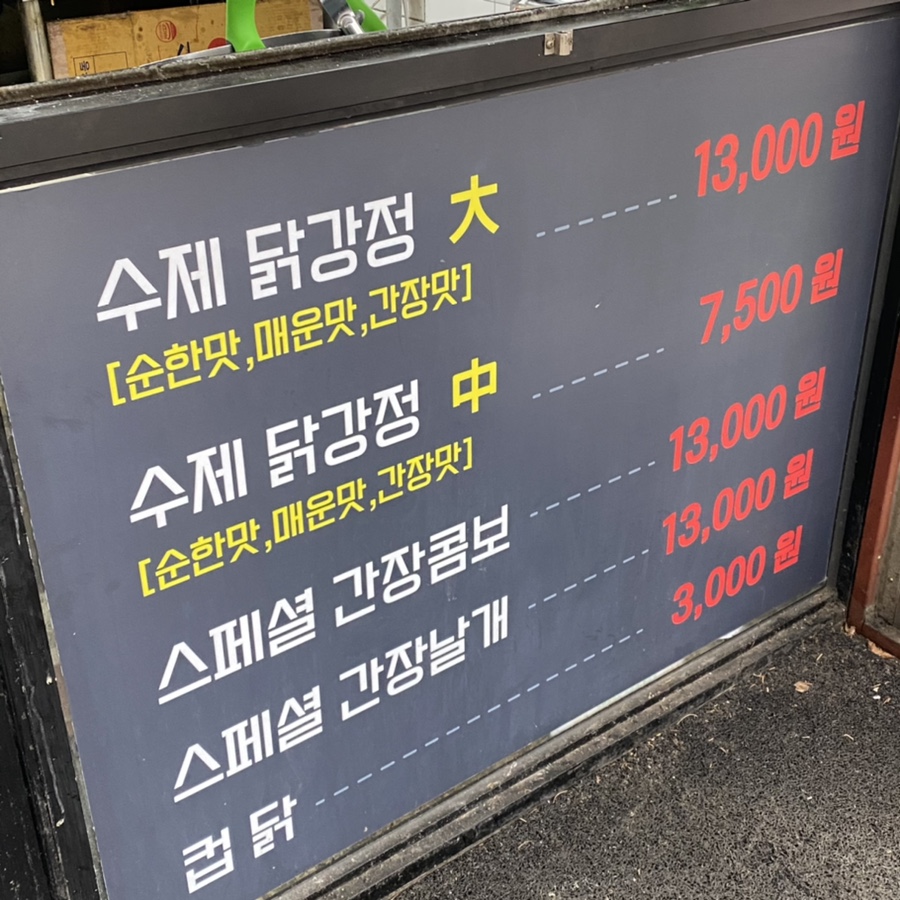 수제 닭강정 大 ------- 13,000 원
[순한맛,매운맛,간장맛]
수제 닭강정 中 ------- 7,500 원
[순한맛,매운맛,간장맛]
스페셜 간장콤보 ------- 13,000 원
스페셜 간장날개 ------- 13,000 원
컵 닭 ------------------- 3,000 원